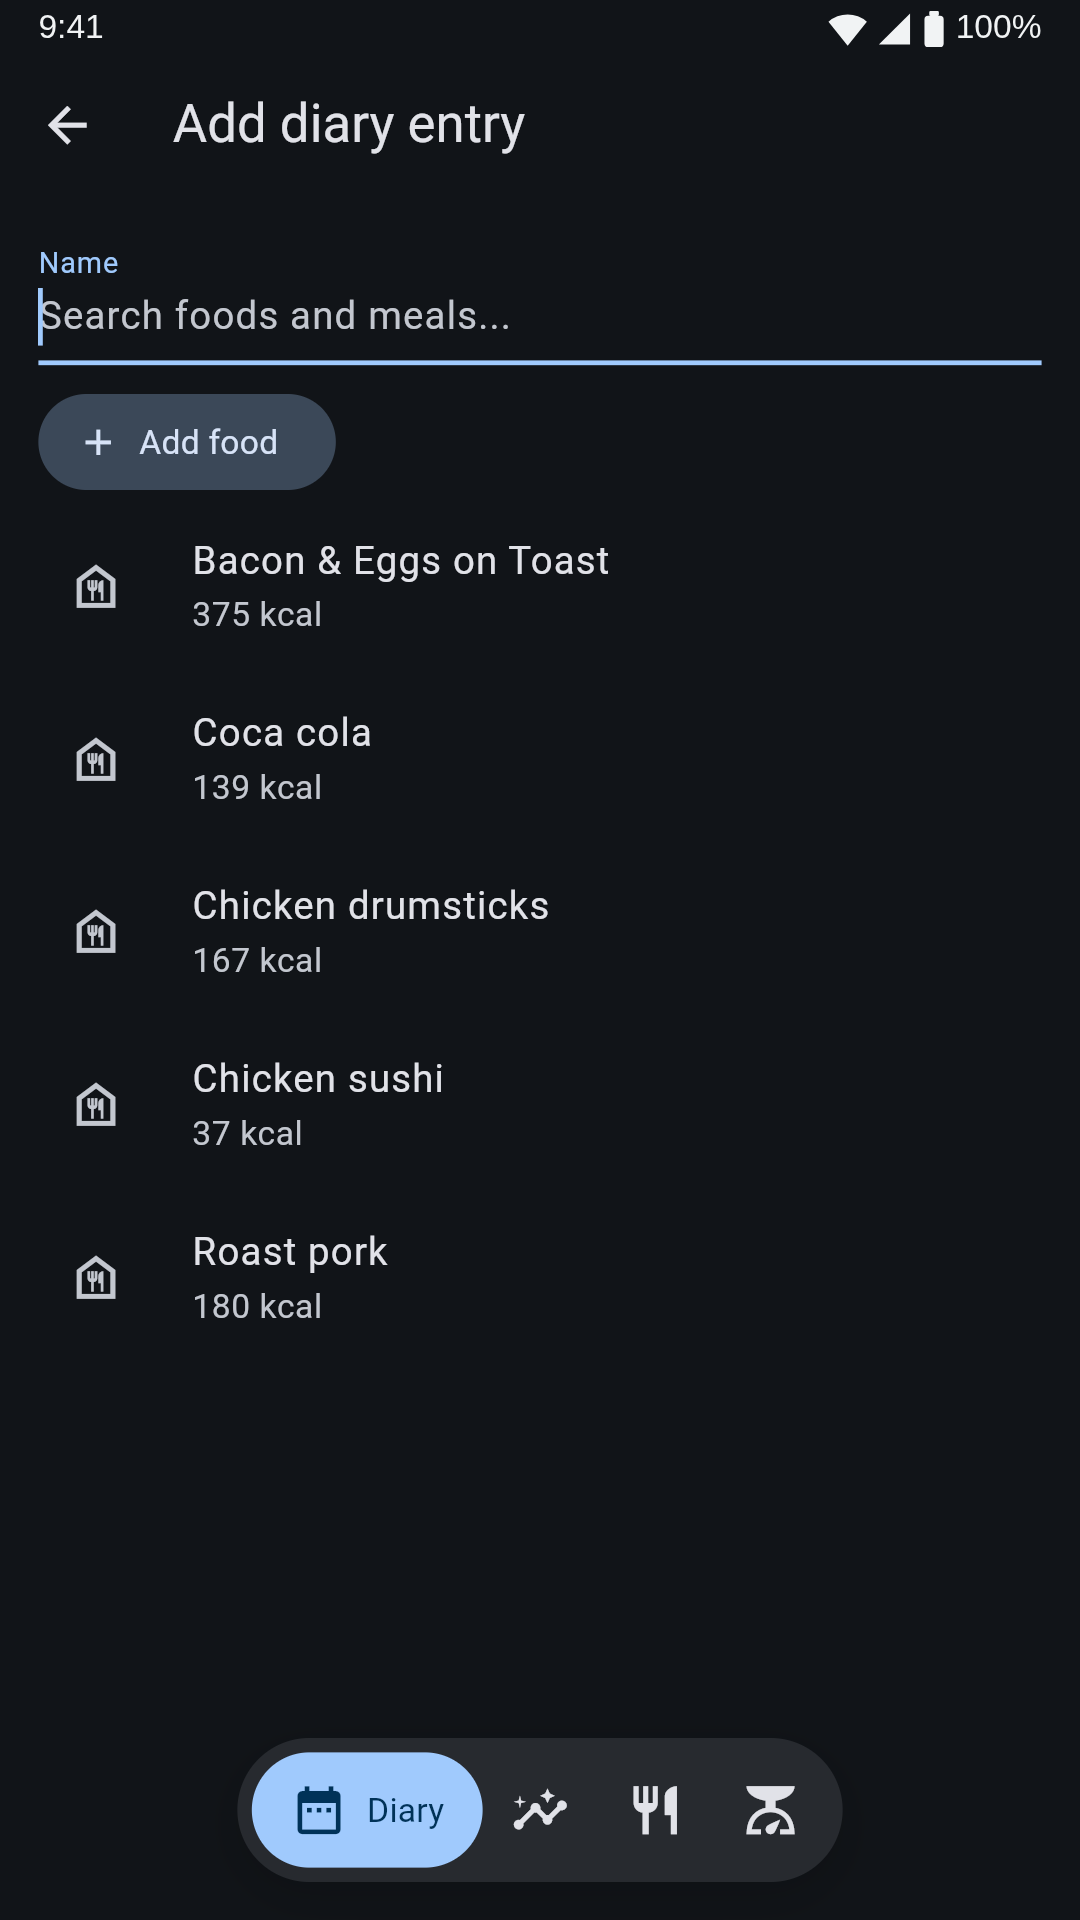 9:41
100%
Add diary entry
Name
Search foods and meals...
Add food
Bacon & Eggs on Toast
375 kcal
Coca cola
139 kcal
Chicken drumsticks
167 kcal
Chicken sushi
37 kcal
Roast pork
180 kcal
Diary